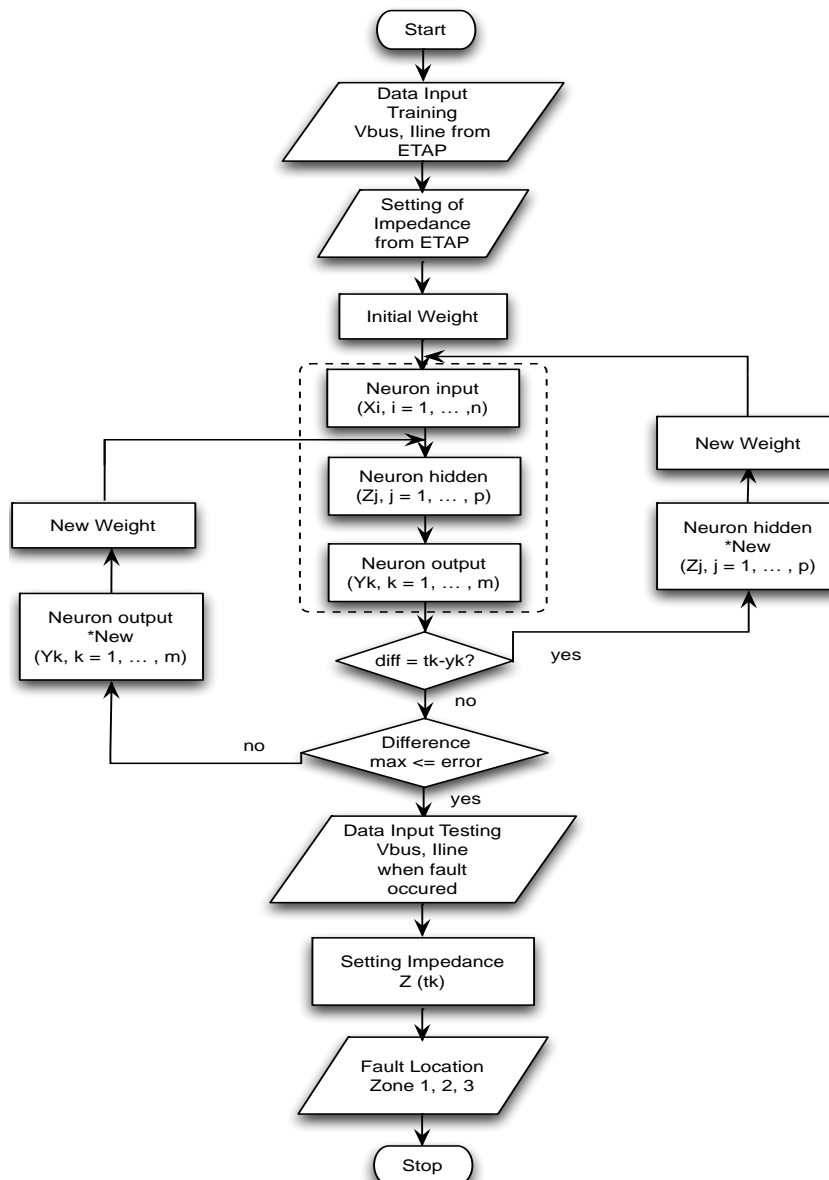 Start
Data Input
Training
Vbus, Iline from
ETAP
Setting of
Impedance
from ETAP
Initial Weight
Neuron input
(Xi, i = 1, … ,n)
New Weight
Neuron hidden
(Zj, j = 1, … , p)
New Weight
Neuron hidden
*New
(Zj, j = 1, … , p)
Neuron output
(Yk, k = 1, … , m)
Neuron output
*New
(Yk, k = 1, … , m)
diff = tk-yk?
yes
no
Difference
max <= error
no
yes
Data Input Testing
Vbus, Iline
when fault
occured
Setting Impedance
Z (tk)
Fault Location
Zone 1, 2, 3
Stop